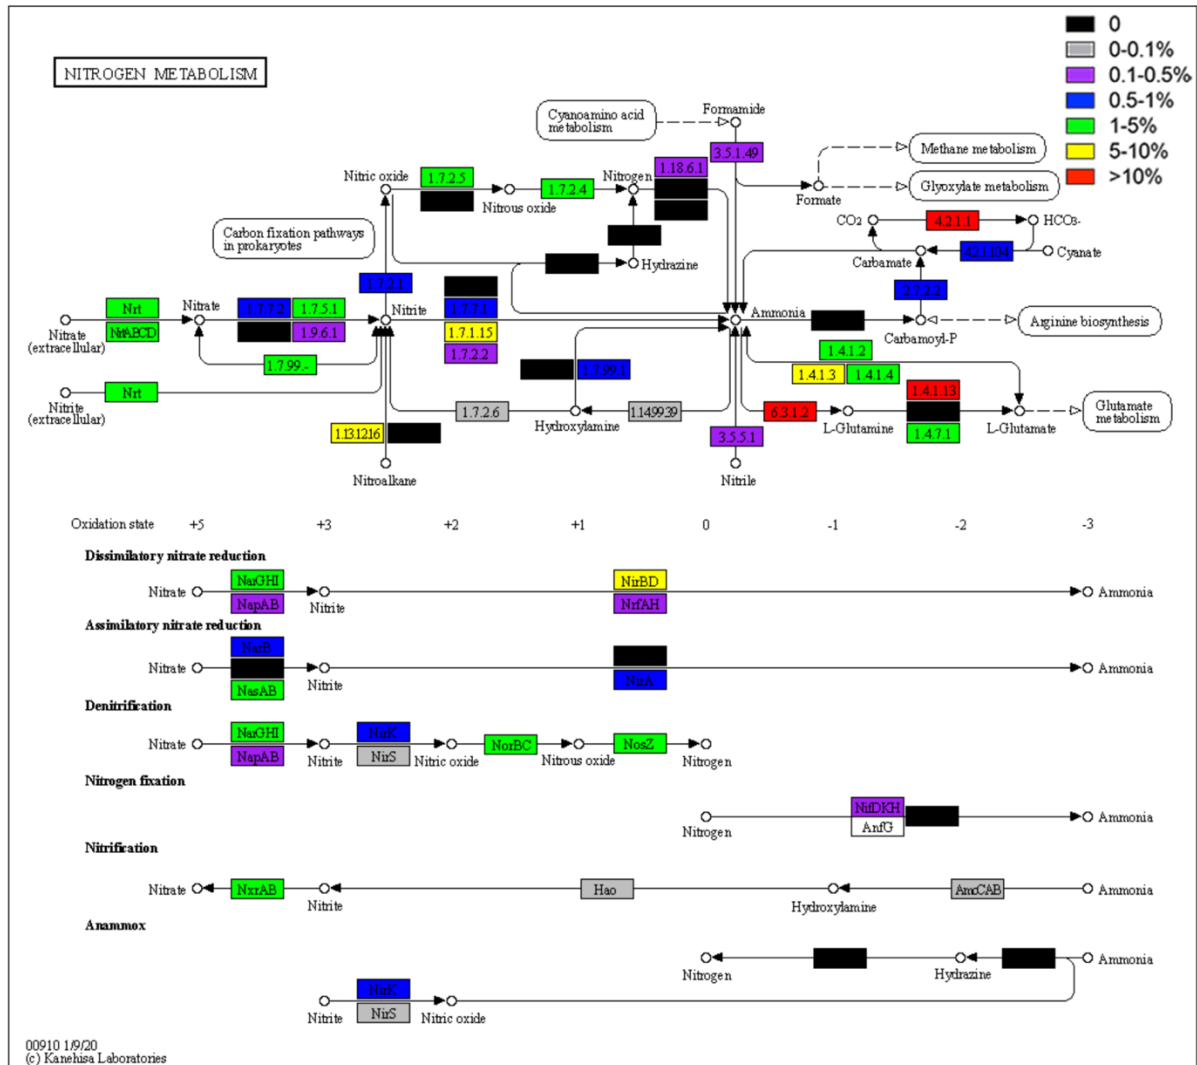 0
0-0.1%
NITROGEN METABOLISM
0.1-0.5%
0.5-1%
1-5%
5-10%
>10%
Cyanoamino acid
metabolism
Formamide
Methane metabolism
Glyoxylate metabolism
Formate
3.5.1.49
1.18.6.1
Nitric oxide
1.7.2.5
Nitrous oxide
1.7.2.4
Nitrogen
Hydrazine
Carbon fixation pathways
in prokaryotes
CO2
4.2.1.1
HCO3-
Carbamate
4.2.1.104
Cyanate
1.7.2.1
2.7.2.2
Nrt
NrtABCD
Nitrate
(extracellular)
Nitrate
1.7.7.2
1.7.5.1
1.9.6.1
1.7.99.-
Nitrite
1.7.7.1
1.7.1.15
1.7.2.2
Ammonia
Carbamoyl-P
Arginine biosynthesis
Nrt
Nitrite
(extracellular)
1.7.99.1
1.4.1.2
1.4.1.3
1.4.1.4
1.7.2.6
Hydroxylamine
1.14.99.39
6.3.1.2
L-Glutamine
1.4.1.13
1.4.7.1
L-Glutamate
Glutamate
metabolism
1.13.12.16
3.5.5.1
Nitroalkane
Nitrile
Oxidation state +5 +3 +2 +1 0 -1 -2 -3
Dissimilatory nitrate reduction
NarGHI NirBD
Nitrate Nitrite Ammonia
NapAB NrfAH
Assimilatory nitrate reduction
NarB
Nitrate Nitrite Ammonia
NasAB NirA
Denitrification
NarGHI NirK NorBC NosZ
Nitrate Nitrite Nitric oxide Nitrous oxide Nitrogen
NapAB NirS
Nitrogen fixation
NifDKH
Nitrogen AnfG Ammonia
Nitrification
Nitrate NxrAB Nitrite Hao Hydroxylamine AmoCAB Ammonia
Anammox
Nitrogen Hydrazine Ammonia
NirK
Nitrite NirS Nitric oxide
00910 1/9/20
(c) Kanehisa Laboratories